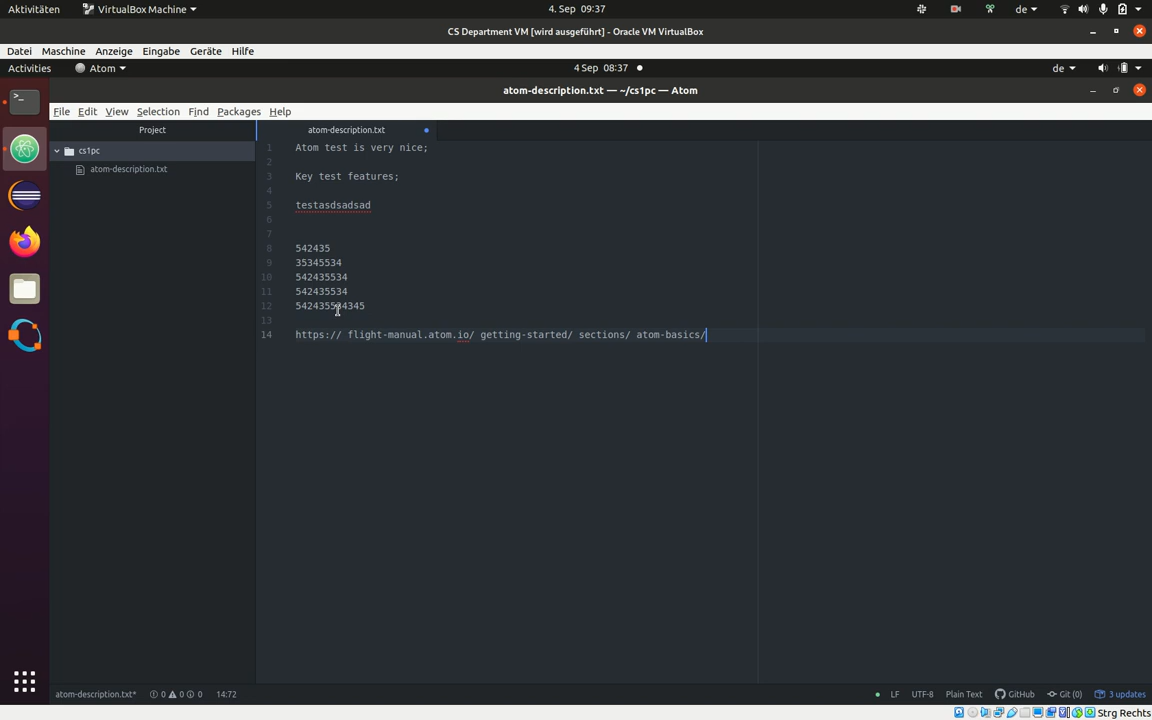 Aktivitäten VirtualBox Machine 4. Sep 09:37 de
CS Department VM [wird ausgeführt] - Oracle VM VirtualBox
Datei Maschine Anzeige Eingabe Geräte Hilfe
Activities Atom 4 Sep 08:37 de
atom-description.txt — ~/cs1pc — Atom
File Edit View Selection Find Packages Help
Project atom-description.txt
cs1pc
atom-description.txt
1 Atom test is very nice;
2
3 Key test features;
4
5 testasdsadsad
6
7
8 542435
9 35345534
10 542435534
11 542435534
12 542435534345
13
14 https:// flight-manual.atom.io/ getting-started/ sections/ atom-basics/
atom-description.txt* 0 0 0 14:72 LF UTF-8 Plain Text GitHub Git (0) 3 updates
Strg Rechts